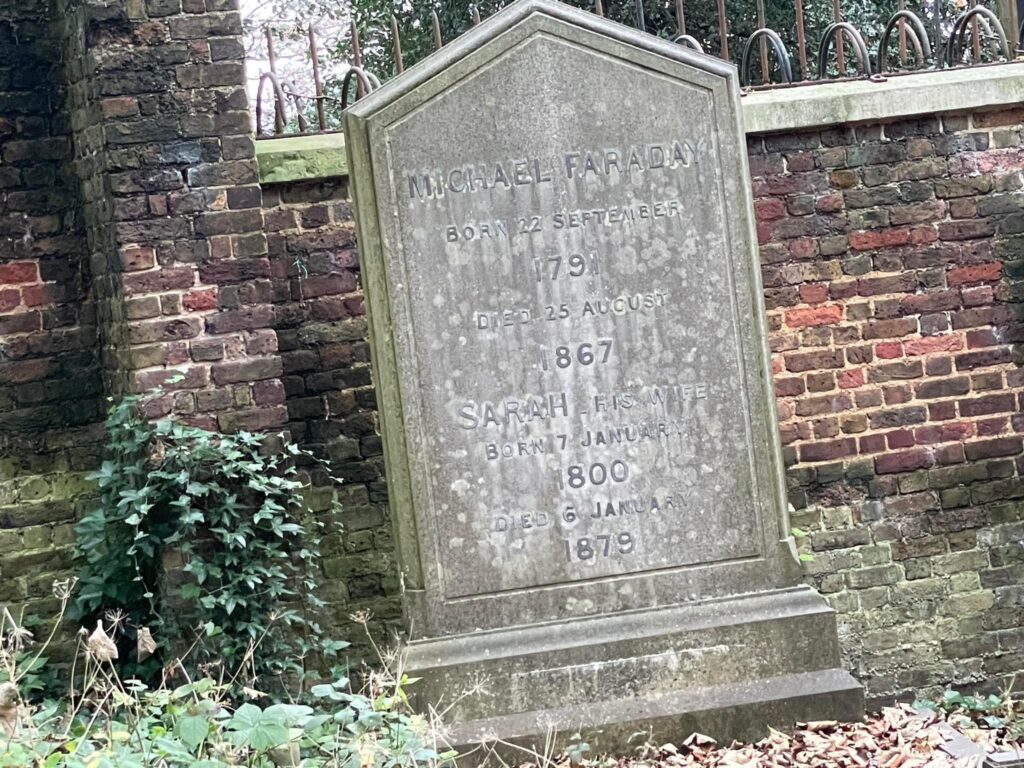 MICHAEL FARADAY
BORN 22 SEPTEMBER
1791
DIED 25 AUGUST
1867
SARAH _ HIS WIFE
BORN 7 JANUARY
1800
DIED 6 JANUARY
1879